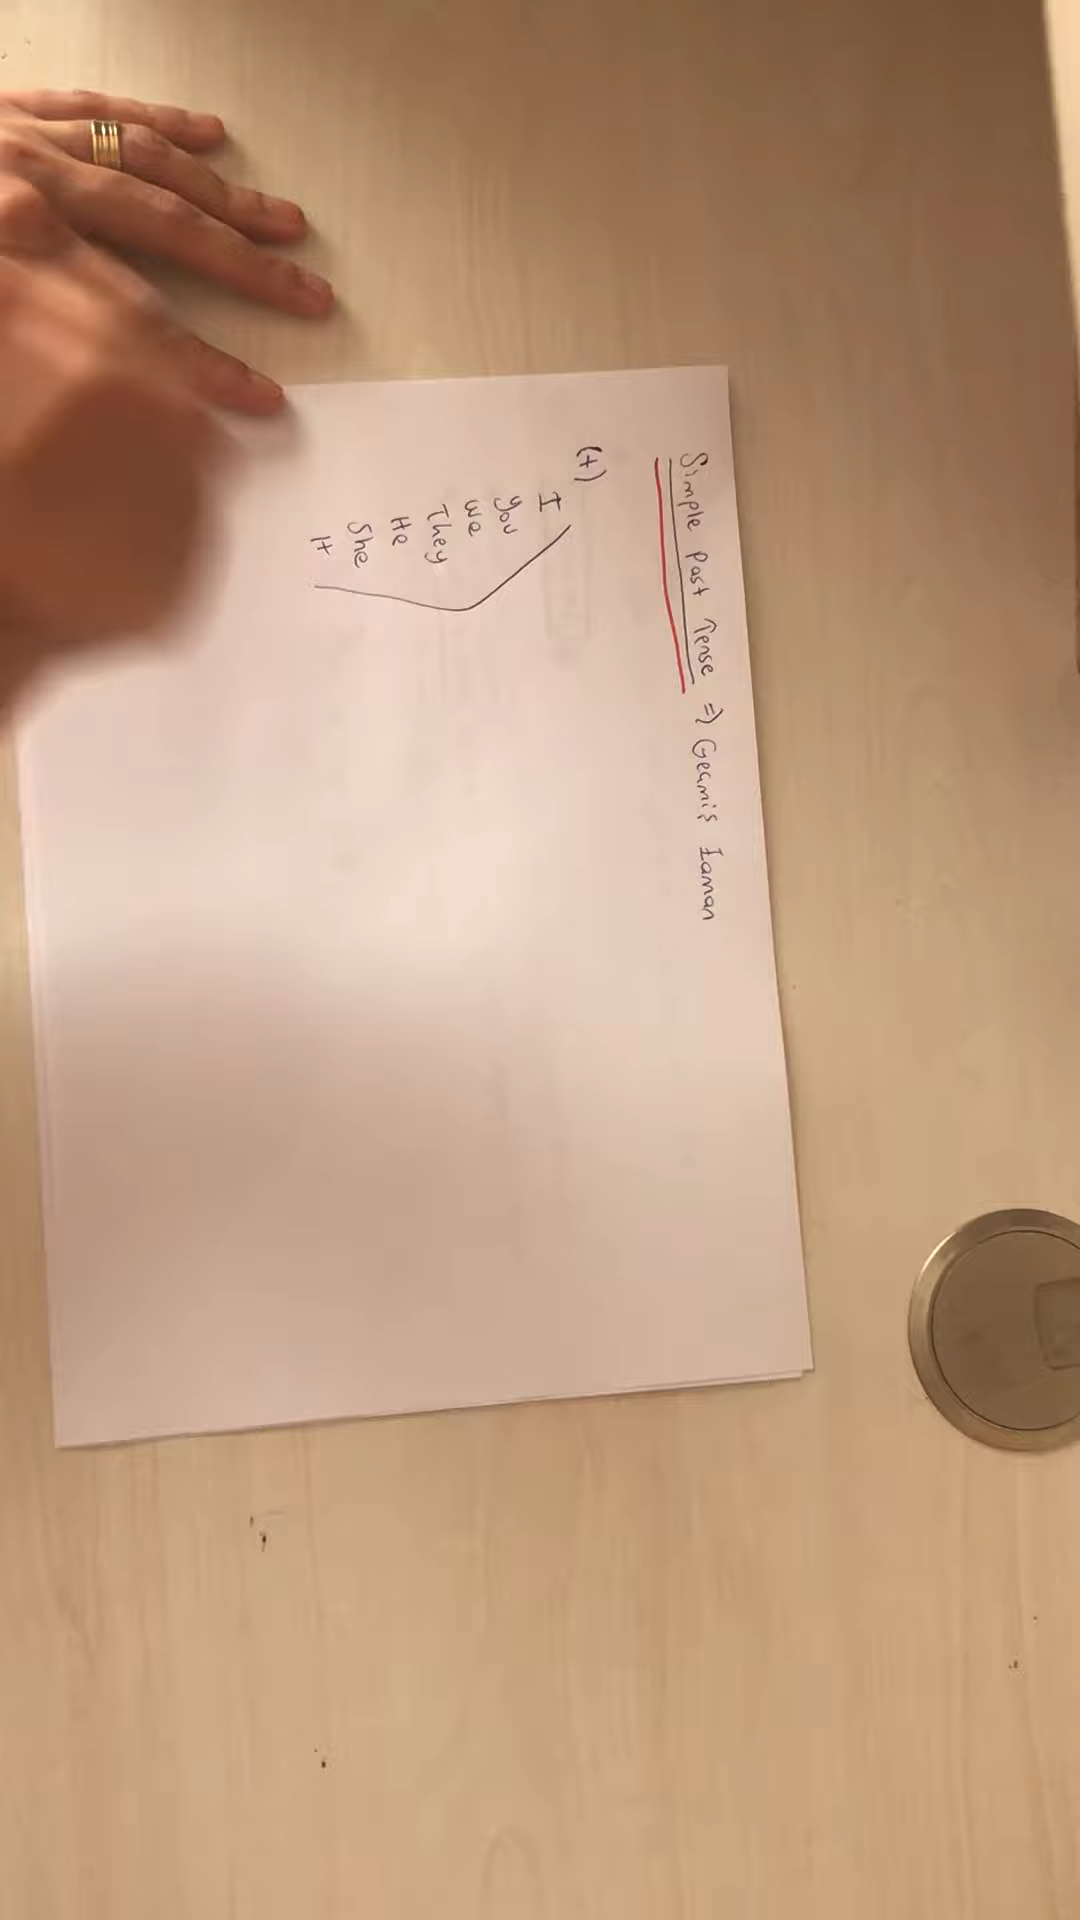 Simple Past Tense => Geçmiş Zaman
(+)
I
you
we
They
He
She
It